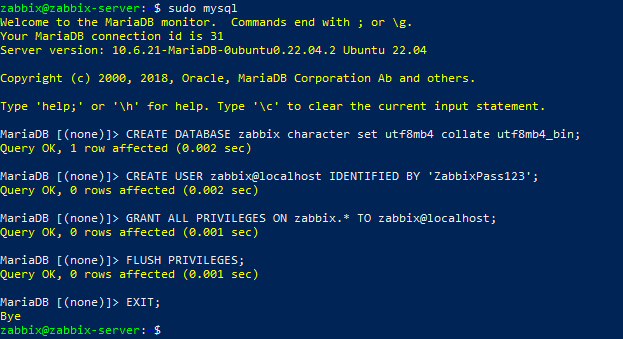 zabbix@zabbix-server:~$ sudo mysql
Welcome to the MariaDB monitor.  Commands end with ; or \g.
Your MariaDB connection id is 31
Server version: 10.6.21-MariaDB-0ubuntu0.22.04.2 Ubuntu 22.04
Copyright (c) 2000, 2018, Oracle, MariaDB Corporation Ab and others.
Type 'help;' or '\h' for help. Type '\c' to clear the current input statement.
MariaDB [(none)]> CREATE DATABASE zabbix character set utf8mb4 collate utf8mb4_bin;
Query OK, 1 row affected (0.002 sec)
MariaDB [(none)]> CREATE USER zabbix@localhost IDENTIFIED BY 'ZabbixPass123';
Query OK, 0 rows affected (0.002 sec)
MariaDB [(none)]> GRANT ALL PRIVILEGES ON zabbix.* TO zabbix@localhost;
Query OK, 0 rows affected (0.001 sec)
MariaDB [(none)]> FLUSH PRIVILEGES;
Query OK, 0 rows affected (0.001 sec)
MariaDB [(none)]> EXIT;
Bye
zabbix@zabbix-server:~$